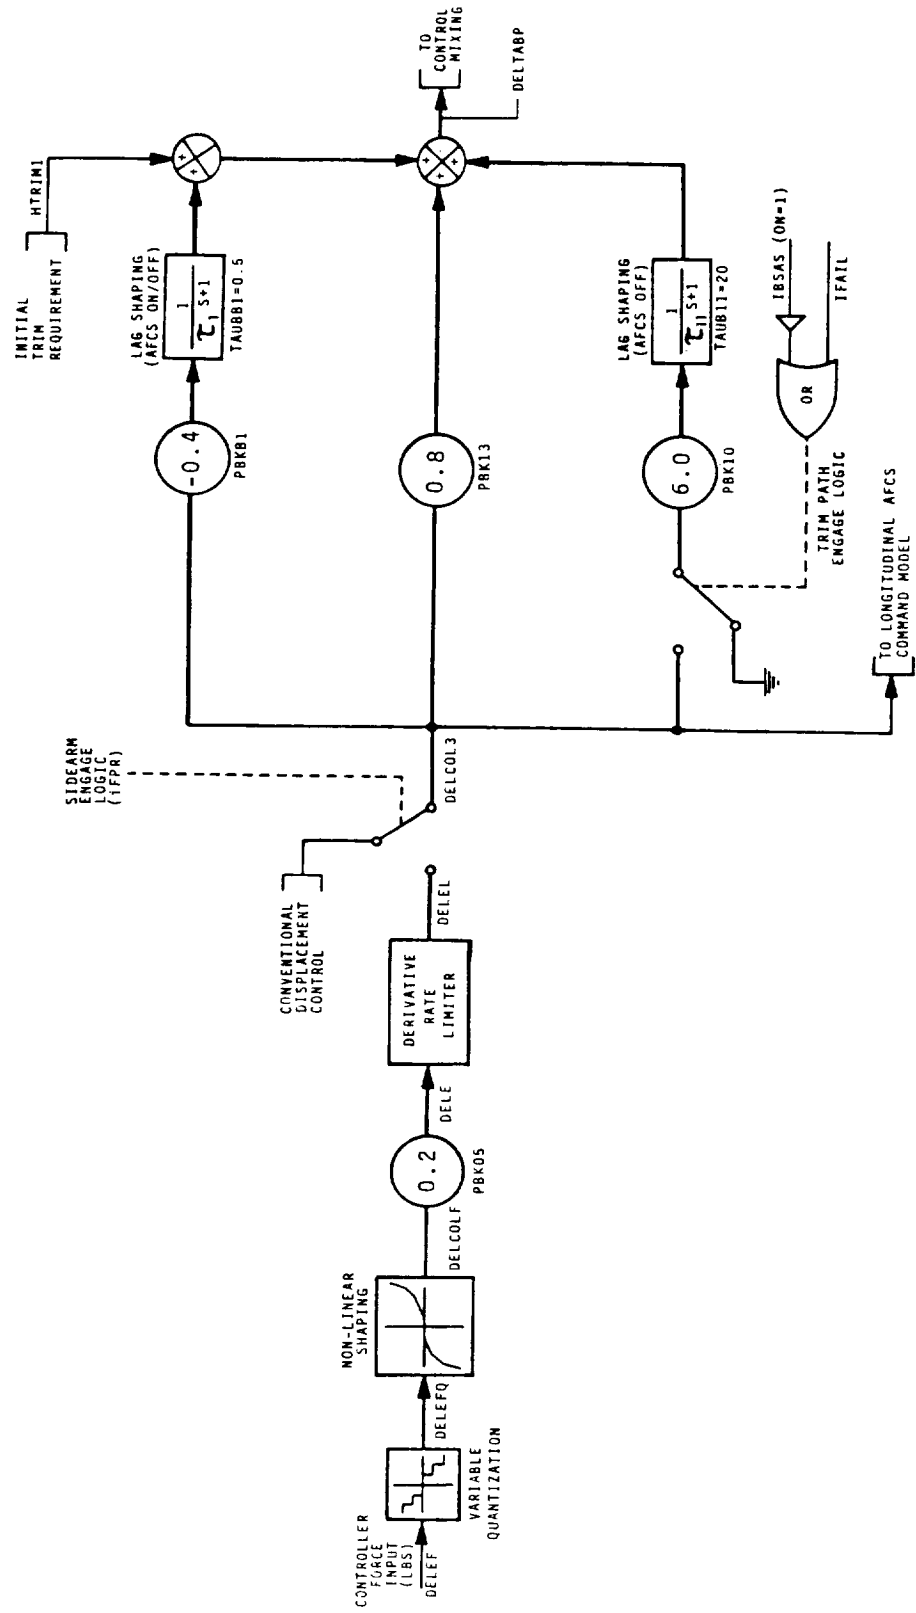 CONTROLLER
FORCE
INPUT
(LBS)
DELEF
VARIABLE
QUANTIZATION
DELEFQ
NON-LINEAR
SHAPING
DELCOLF
0.2
PBK05
DELE
DERIVATIVE
RATE
LIMITER
DELEL
CONVENTIONAL
DISPLACEMENT
CONTROL
SIDEARM
ENGAGE
LOGIC
(iFPR)
DELCOL3
INITIAL
TRIM
REQUIREMENT
HTRIM1
-0.4
PBKB1
LAG SHAPING
(AFCS ON/OFF)
1
τI S+1
TAUBB1=0.5
0.8
PBK13
TO
CONTROL
MIXING
DELTABP
6.0
PBK10
LAG SHAPING
(AFCS OFF)
1
τII S+1
TAUB11=20
+
+
+
+
+
IBSAS (ON=1)
IFAIL
OR
TRIM PATH
ENGAGE LOGIC
TO LONGITUDINAL AFCS
COMMAND MODEL